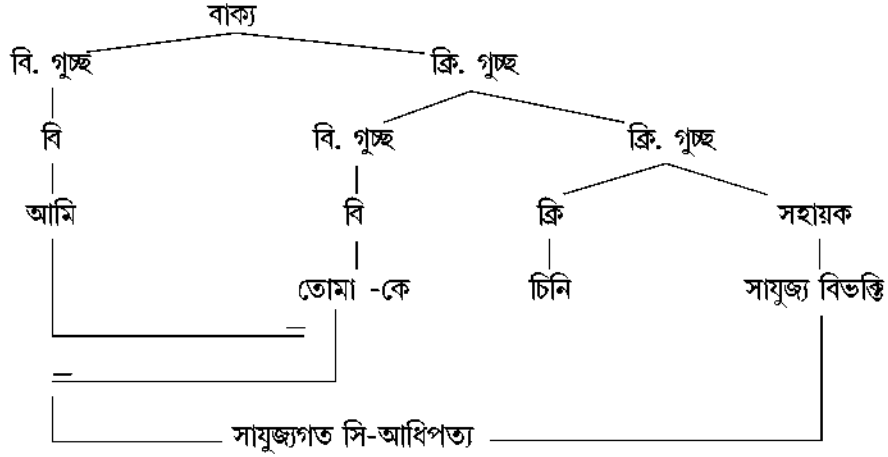 বাক্য
বি. গুচ্ছ ক্রি. গুচ্ছ
বি বি. গুচ্ছ ক্রি. গুচ্ছ
আমি বি ক্রি সহায়ক
তোমা -কে চিনি সাযুজ্য বিভক্তি
সাযুজ্যগত সি-আধিপত্য